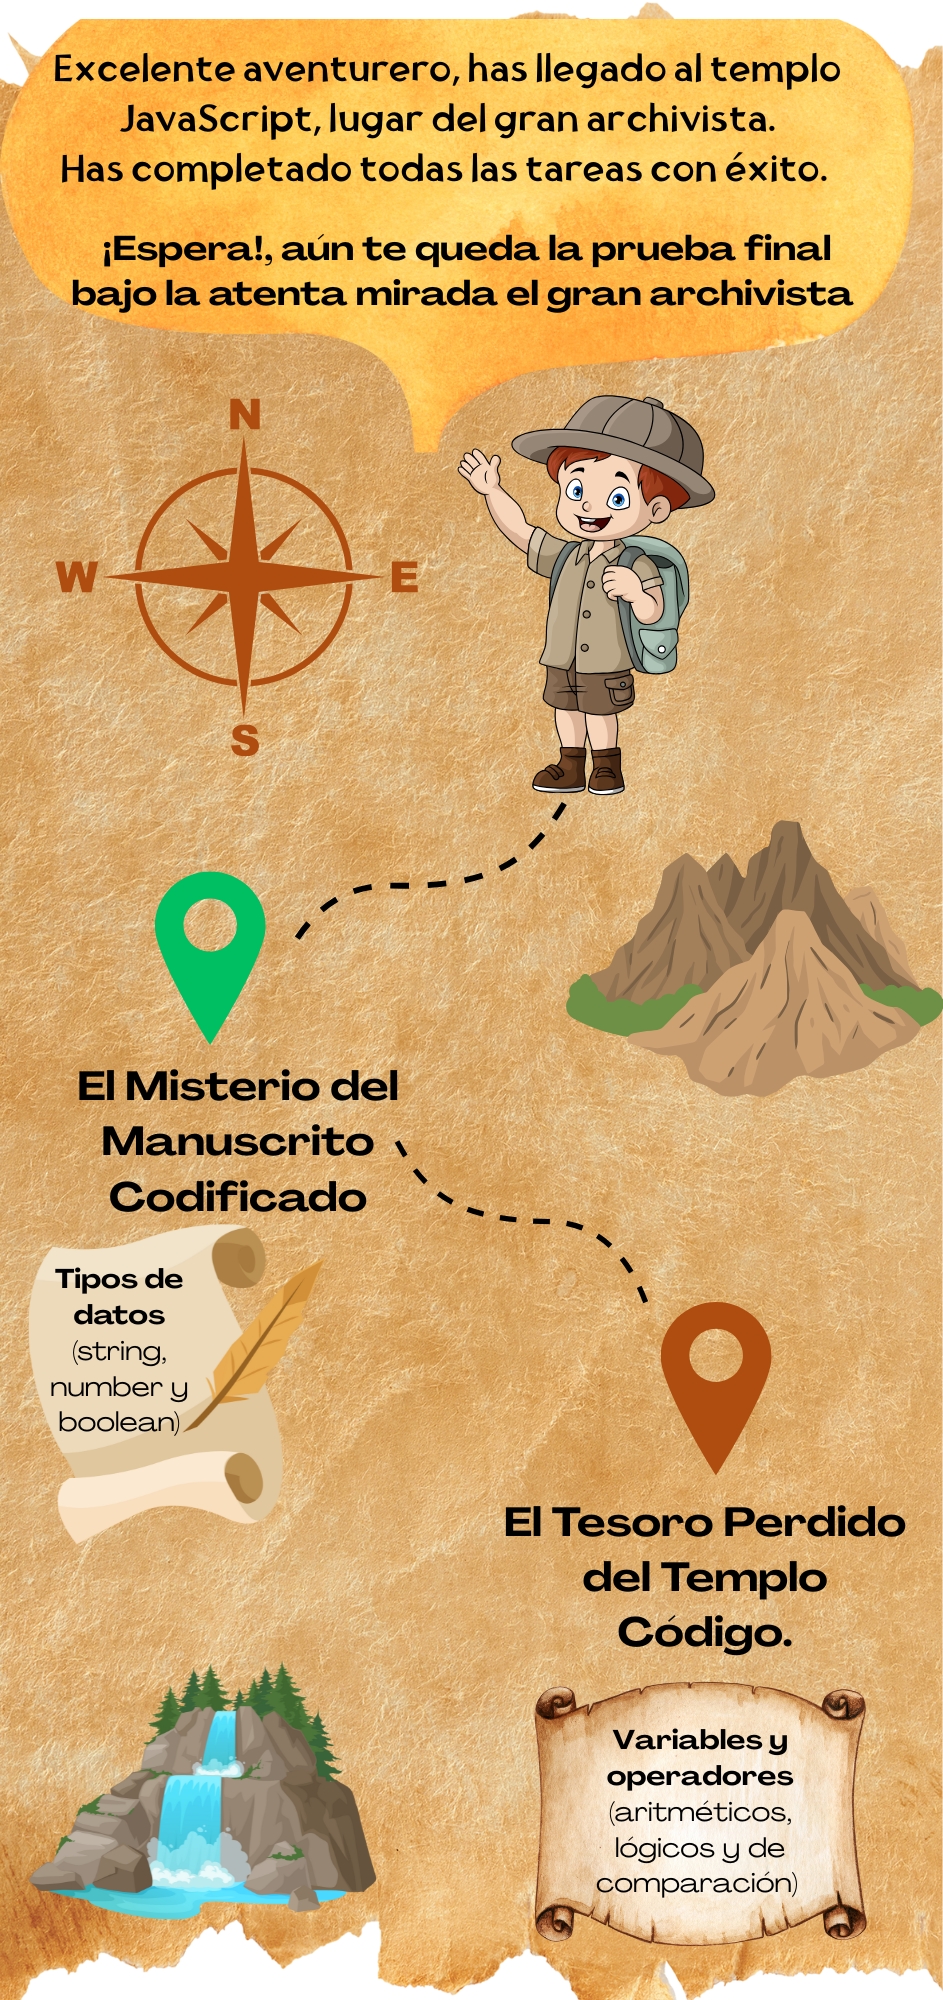 Excelente aventurero, has llegado al templo
JavaScript, lugar del gran archivista.
Has completado todas las tareas con éxito.
¡Espera!, aún te queda la prueba final
bajo la atenta mirada el gran archivista
N
W
E
S
El Misterio del
Manuscrito
Codificado
Tipos de
datos
(string,
number y
boolean)
El Tesoro Perdido
del Templo
Código.
Variables y
operadores
(aritméticos,
lógicos y de
comparación)